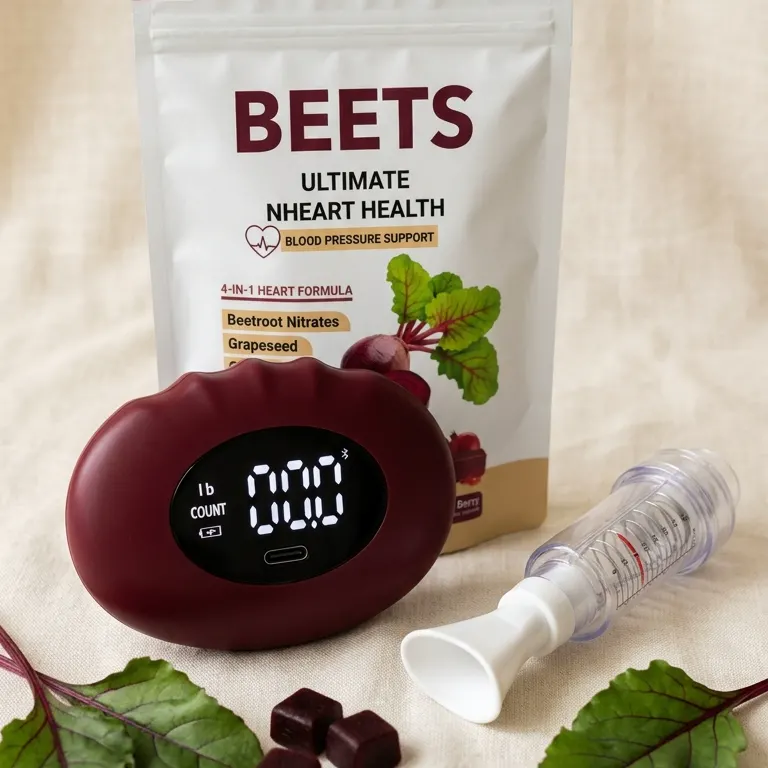 BEETS
ULTIMATE
NHEART HEALTH
BLOOD PRESSURE SUPPORT
4-IN-1 HEART FORMULA
Beetroot Nitrates
Grapeseed
lb
COUNT
00.0
Berry